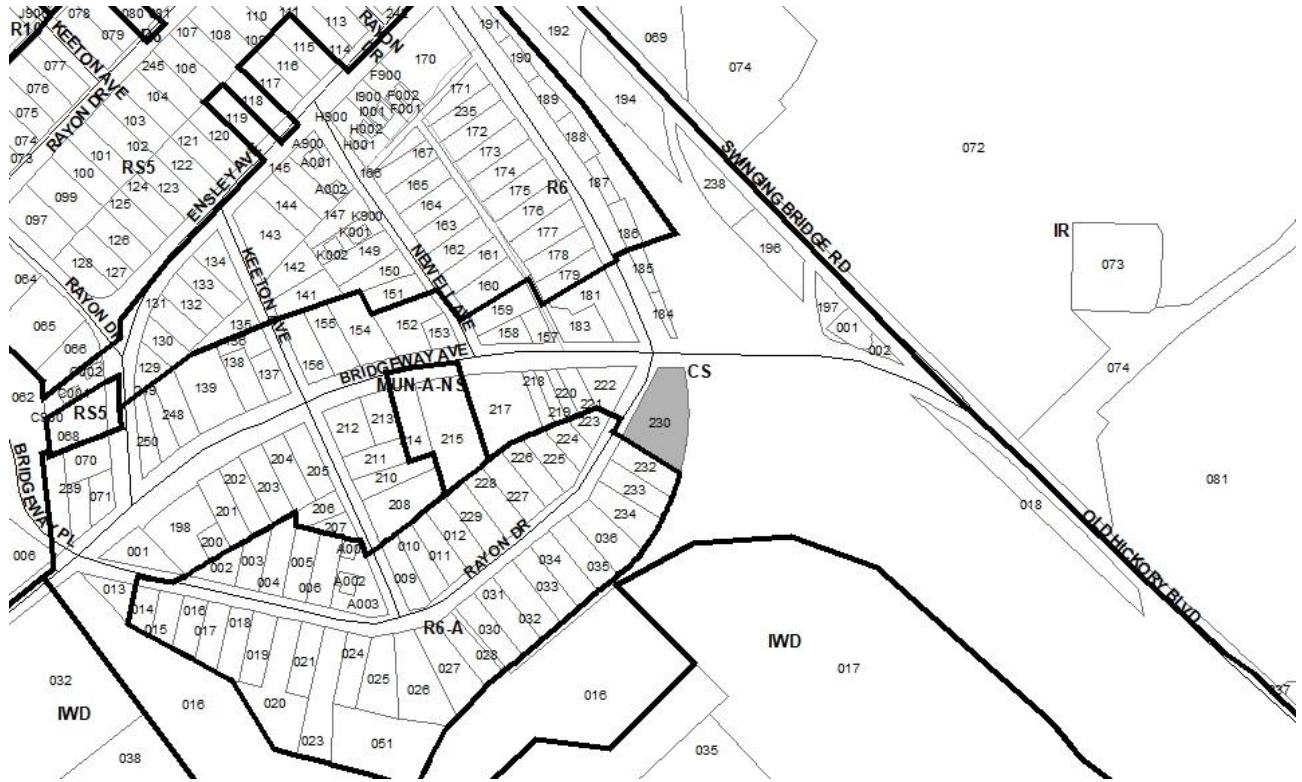 J900 078 080 081 110 111 113 242
R10 079 R6 107 108 109 115 114 RAYON DR 191 192 069
KEETON AVE 077 245 106 116 117 170 190 074
076 RAYON DR 104 118 F900 F002 171 189 194
075 103 119 I900 I001 F001 235
074 102 121 120 H900 H002 172 188
073 101 RS5 122 A900 H001 167 173 SWINGING BRIDGE RD 072
100 124 123 145 A001 166 174 187 238
099 125 ENSLEY AVE 144 A002 165 175 R6
097 126 143 147 K900 164 176 186 196 IR
128 127 134 K001 163 177
064 RAYON DR 133 142 K002 149 NEWELL AVE 162 178 185 073
131 132 KEETON AVE 150 161 179
065 135 141 151 160 181 184 197
066 130 136 155 154 152 153 159 158 157 183 001 002
129 138 137 156 BRIDGEWAY AVE 074
062 C002 C001 249 139 MUN-A-NS 218 220 222 CS
C900 RS5 248 213 217 219 221
068 250 212 214 215 223 230
070 204 205 211 226 224 232
BRIDGEWAY PL 239 071 202 203 210 228 225 233 081
201 206 208 227 234 018
198 200 207 229 RAYON DR 036
006 001 002 003 005 A001 010 011 012 034 035 OLD HICKORY BLVD
013 004 006 A002 009 033
014 015 016 017 A003 031 032
018 R6-A 030 IWD
019 021 024 027 028 017
032 020 025 026 016 037
IWD 016
023 051 035
038